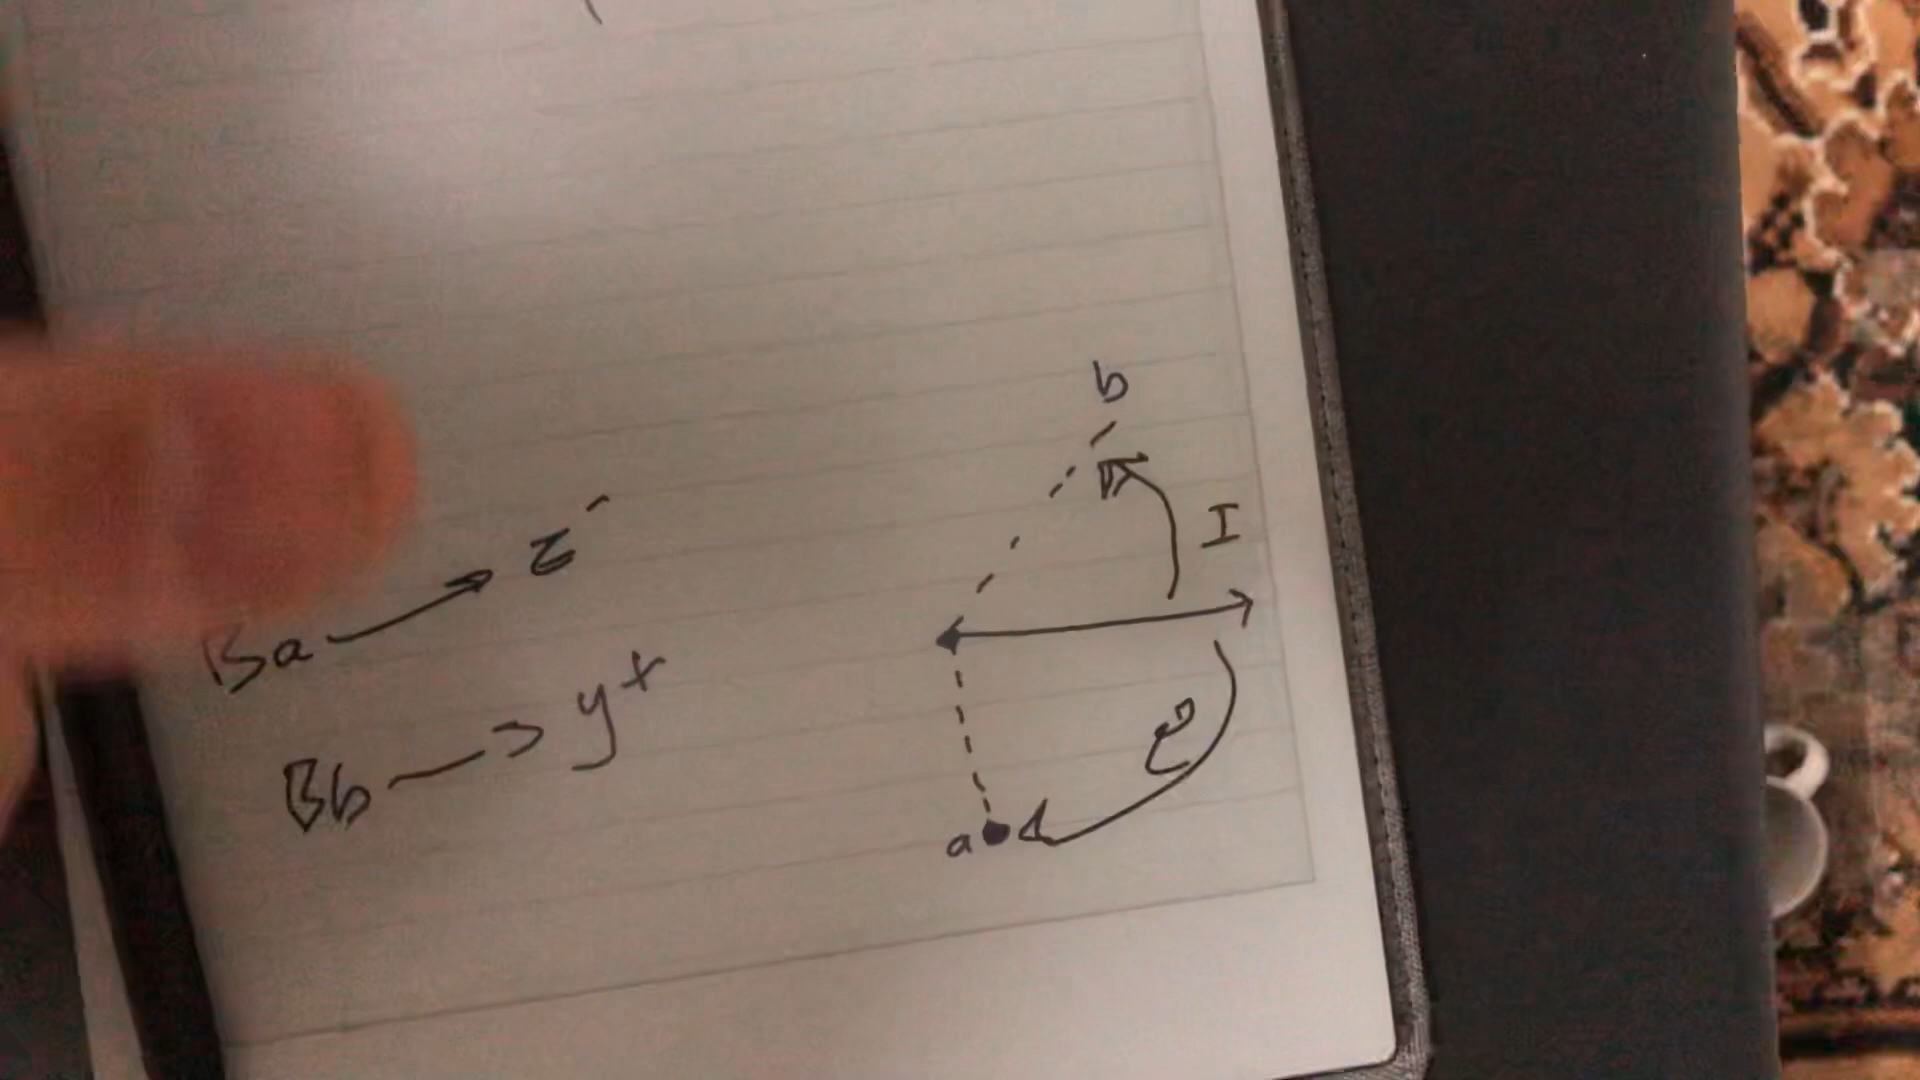 Ba → z -
Bb → y +
b
I
a